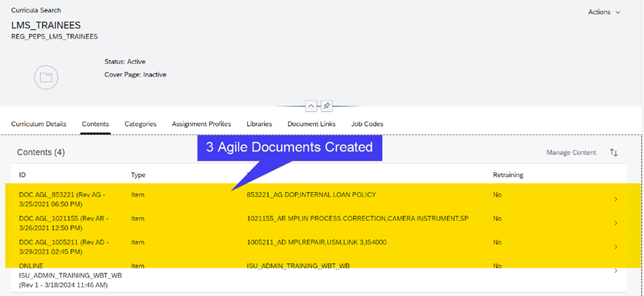 Curricula Search
LMS_TRAINEES
Actions
REG_PEPS_LMS_TRAINEES
Status: Active
Cover Page: Inactive
Curriculum Details Contents Categories Assignment Profiles Libraries Document Links Job Codes
3 Agile Documents Created
Contents (4) Manage Content
ID Type Retraining
DOC AGL_853221 (Rev AG - Item 853221_AG DOP,INTERNAL LOAN POLICY No
3/25/2021 06:50 PM)
DOC AGL_1021155 (Rev AR - Item 1021155_AR MPI,IN PROCESS CORRECTION,CAMERA INSTRUMENT,SP No
3/26/2021 12:50 PM)
DOC AGL_1005211 (Rev AD - Item 1005211_AD MPI,REPAIR,USM,LINK 3,IS4000 No
3/29/2021 02:45 PM)
ONLINE Item ISU_ADMIN_TRAINING_WBT_WB No
ISU_ADMIN_TRAINING_WBT_WB
(Rev 1 - 3/18/2024 11:46 AM)